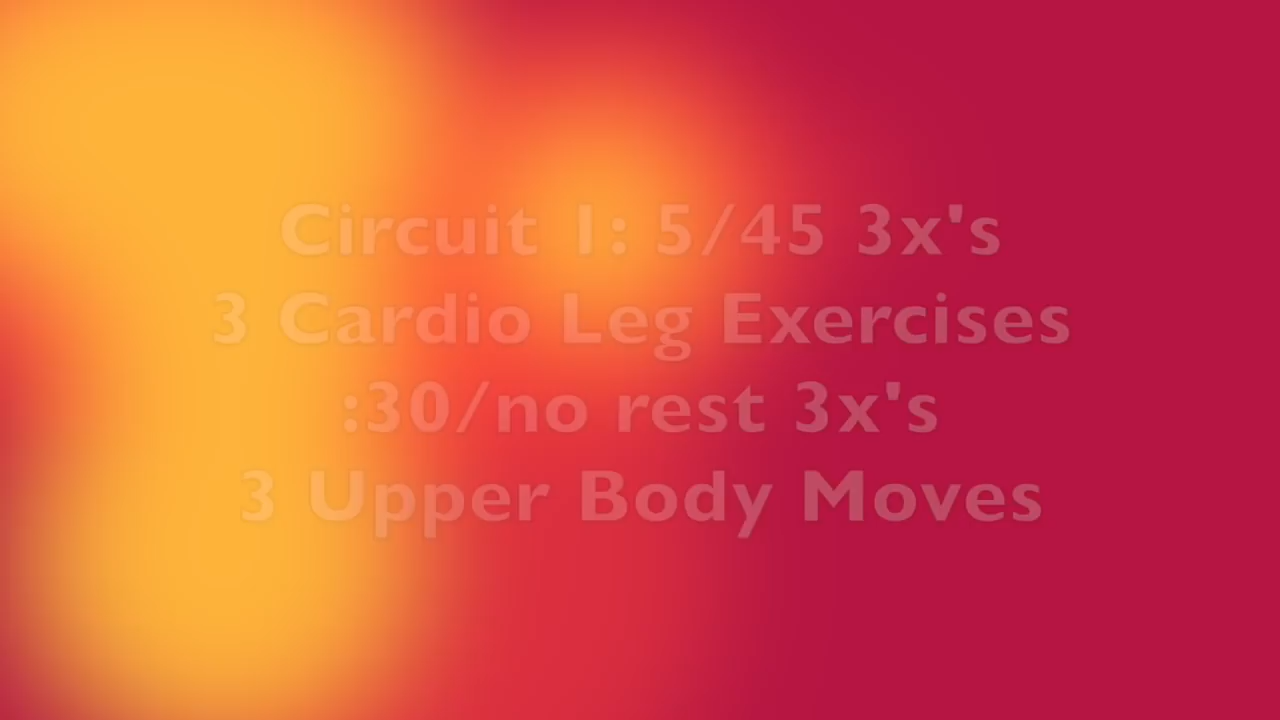 Circuit 1: 5/45 3x's
3 Cardio Leg Exercises
:30/no rest 3x's
3 Upper Body Moves